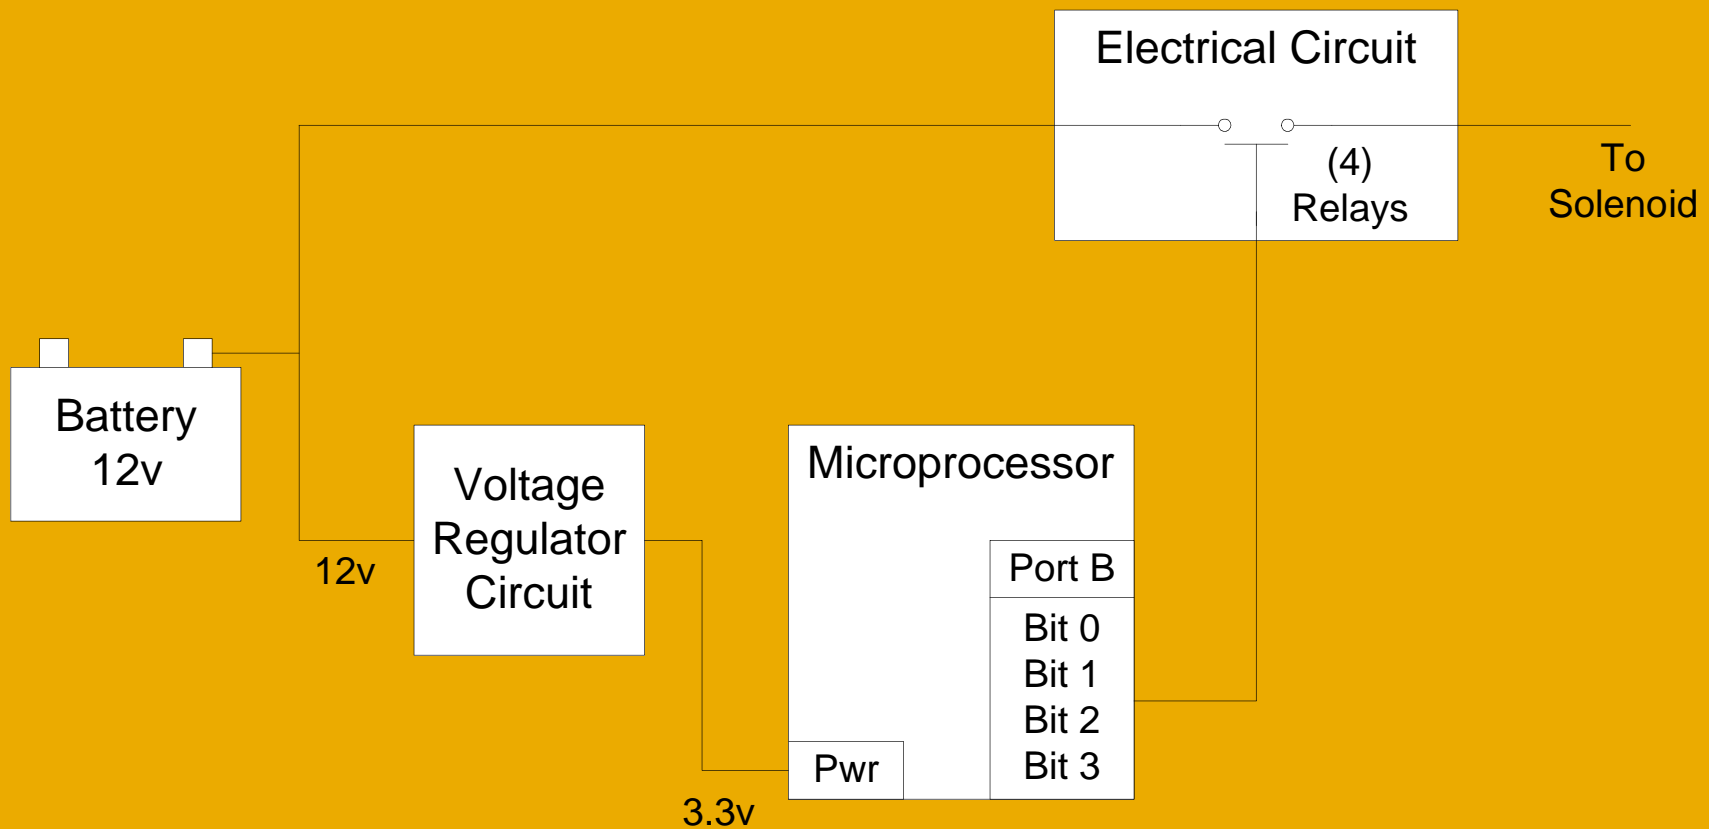 Electrical Circuit
(4)
Relays
To
Solenoid
Battery
12v
12v
Voltage
Regulator
Circuit
3.3v
Microprocessor
Port B
Bit 0
Bit 1
Bit 2
Bit 3
Pwr